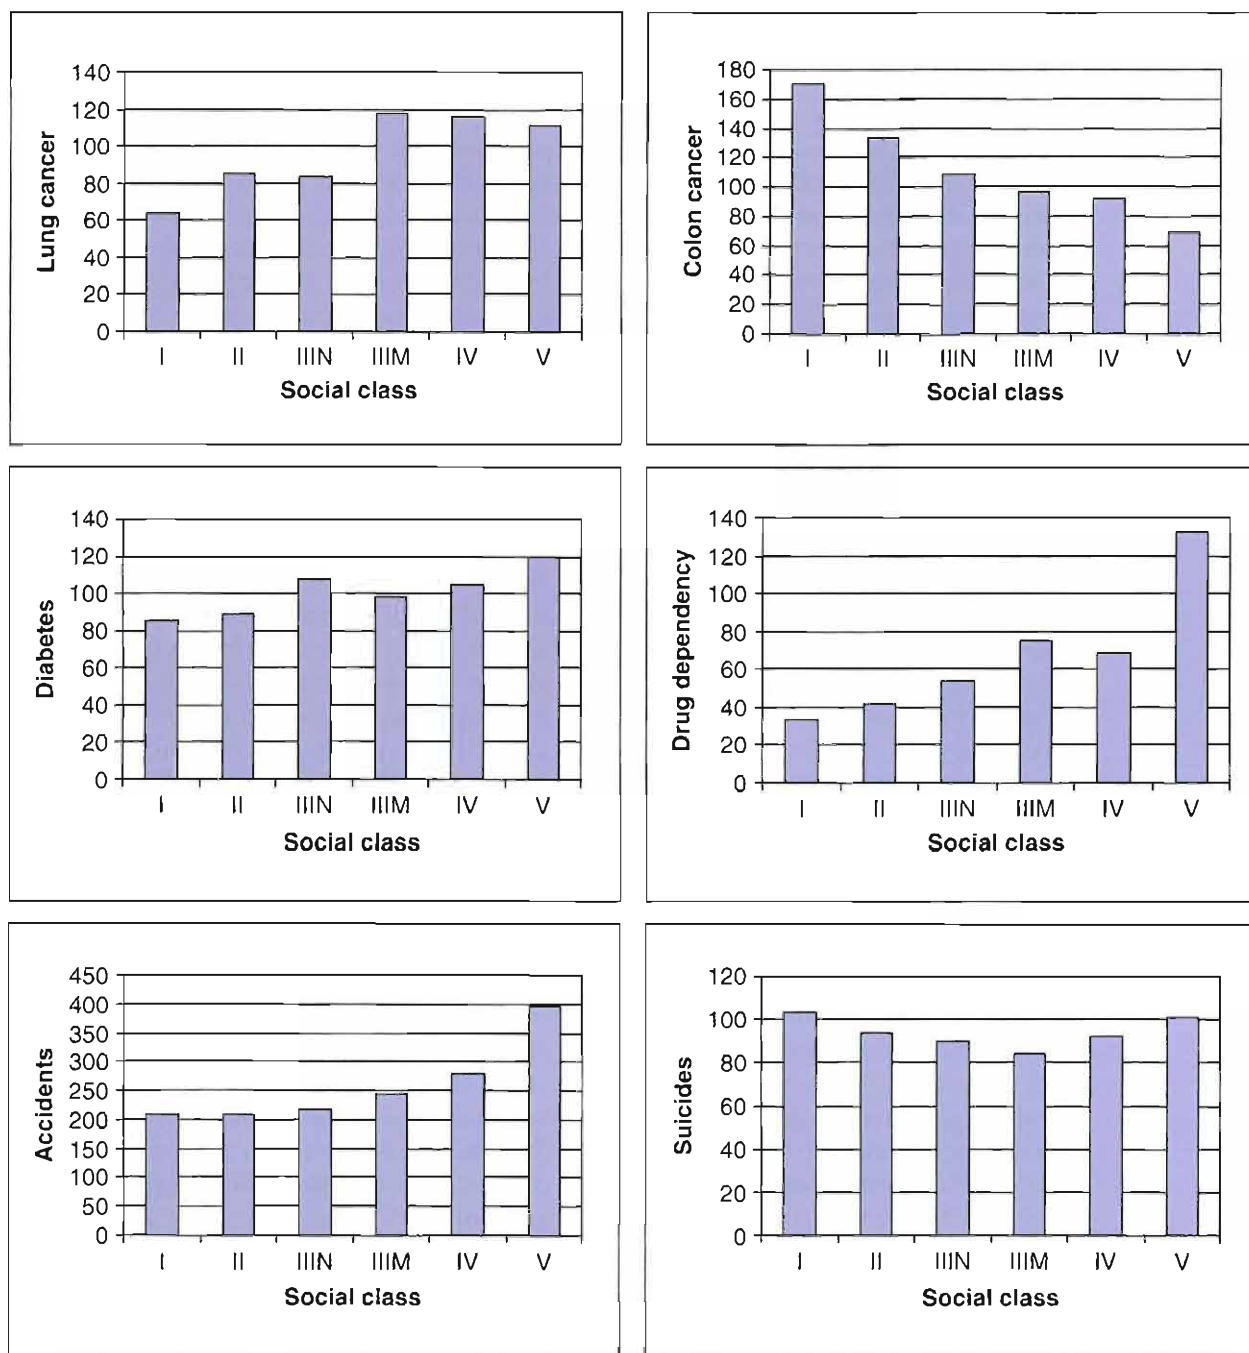 Lung cancer
140
120
100
80
60
40
20
0
I II IIIN IIIM IV V
Social class
Colon cancer
180
160
140
120
100
80
60
40
20
0
I II IIIN IIIM IV V
Social class
Diabetes
140
120
100
80
60
40
20
0
I II IIIN IIIM IV V
Social class
Drug dependency
140
120
100
80
60
40
20
0
I II IIIN IIIM IV V
Social class
Accidents
450
400
350
300
250
200
150
100
50
0
I II IIIN IIIM IV V
Social class
Suicides
120
100
80
60
40
20
0
I II IIIN IIIM IV V
Social class